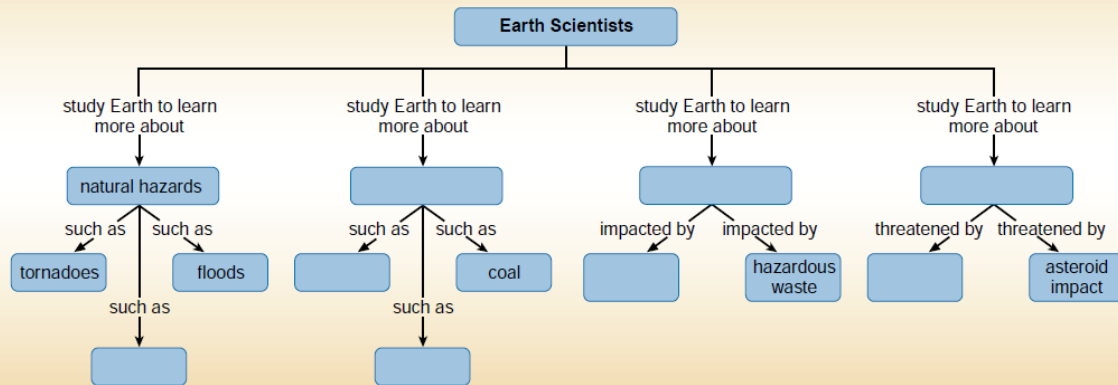 Earth Scientists
study Earth to learn
more about
study Earth to learn
more about
study Earth to learn
more about
study Earth to learn
more about
natural hazards
such as
such as
such as
such as
impacted by
impacted by
threatened by
threatened by
tornadoes
floods
coal
hazardous
waste
asteroid
impact
such as
such as